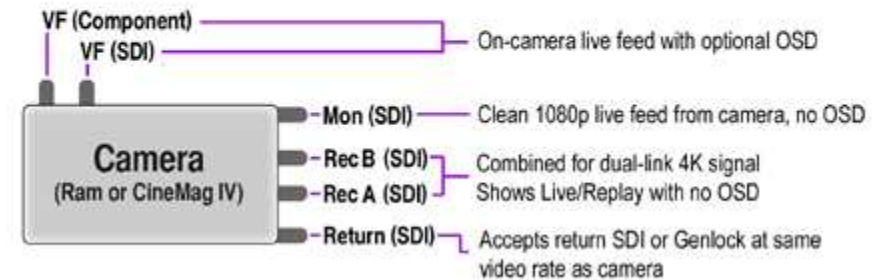 VF (Component)
VF (SDI)
On-camera live feed with optional OSD
Mon (SDI)
Clean 1080p live feed from camera, no OSD
Camera
(Ram or CineMag IV)
Rec B (SDI)
Rec A (SDI)
Combined for dual-link 4K signal
Shows Live/Replay with no OSD
Return (SDI)
Accepts return SDI or Genlock at same
video rate as camera